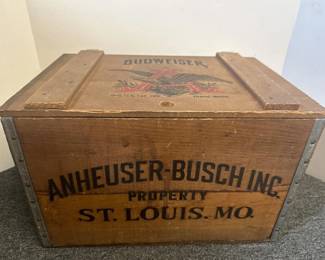 BUDWEISER
ANHEUSER-BUSCH INC.
PROPERTY
ST. LOUIS. MO.